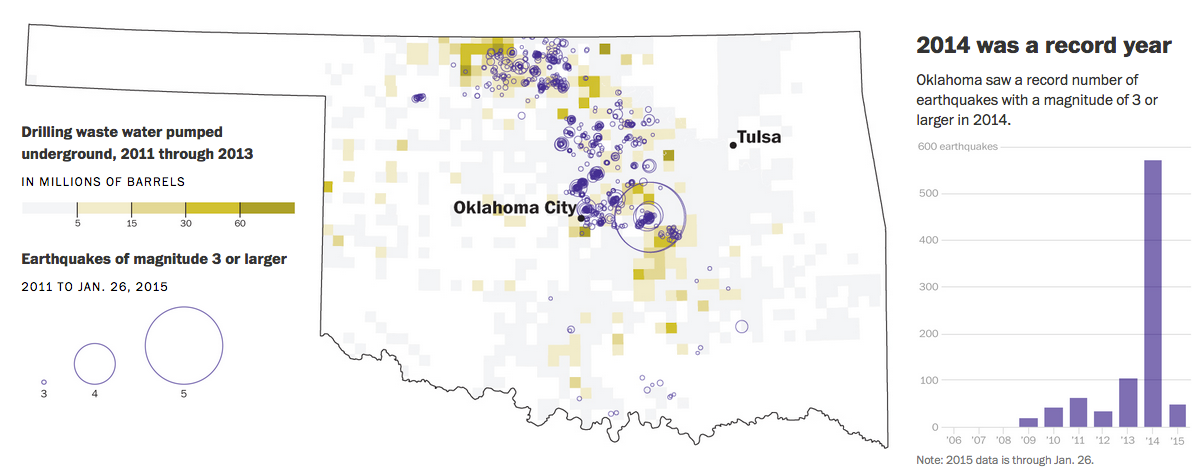 Drilling waste water pumped
underground, 2011 through 2013
IN MILLIONS OF BARRELS
5 15 30 60
Earthquakes of magnitude 3 or larger
2011 TO JAN. 26, 2015
3 4 5
Tulsa
Oklahoma City
2014 was a record year
Oklahoma saw a record number of
earthquakes with a magnitude of 3 or
larger in 2014.
600 earthquakes
500
400
300
200
100
0
'06 '07 '08 '09 '10 '11 '12 '13 '14 '15
Note: 2015 data is through Jan. 26.